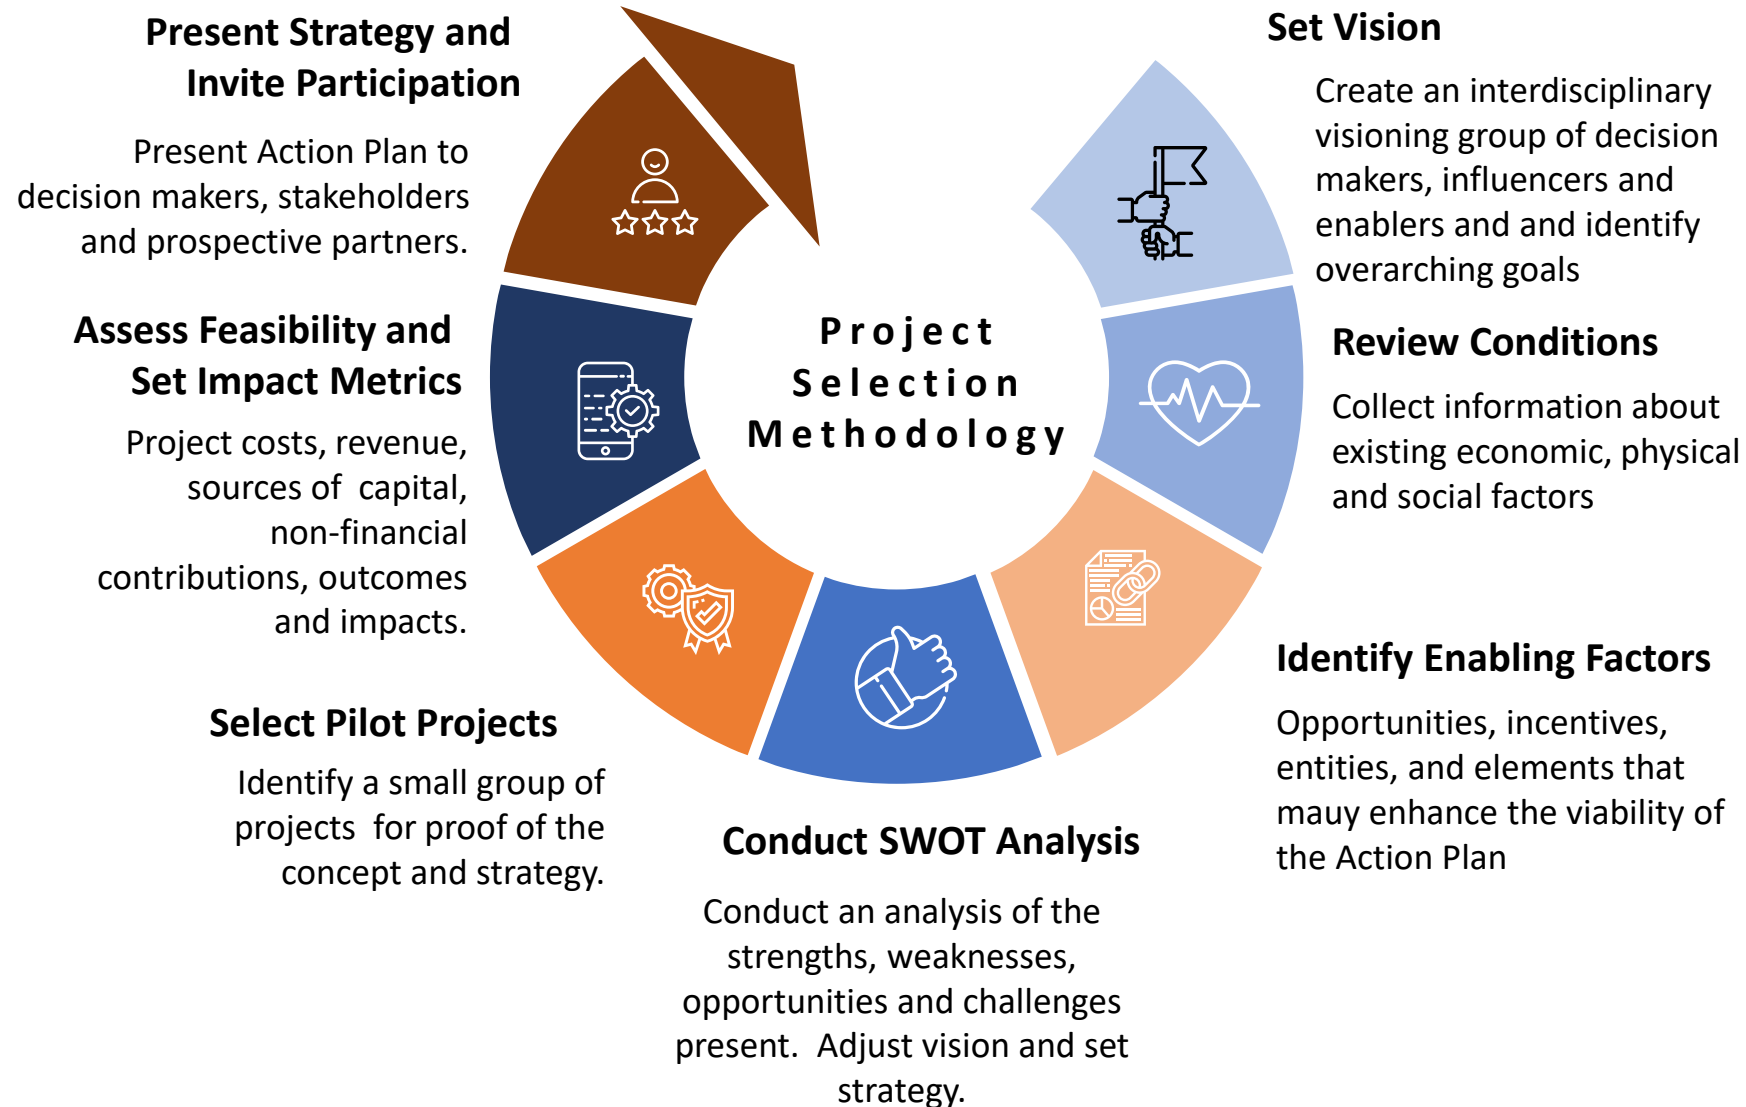 Project
Selection
Methodology
Set Vision
Create an interdisciplinary
visioning group of decision
makers, influencers and
enablers and and identify
overarching goals
Review Conditions
Collect information about
existing economic, physical
and social factors
Identify Enabling Factors
Opportunities, incentives,
entities, and elements that
mauy enhance the viability of
the Action Plan
Conduct SWOT Analysis
Conduct an analysis of the
strengths, weaknesses,
opportunities and challenges
present.  Adjust vision and set
strategy.
Select Pilot Projects
Identify a small group of
projects  for proof of the
concept and strategy.
Assess Feasibility and
Set Impact Metrics
Project costs, revenue,
sources of  capital,
non-financial
contributions, outcomes
and impacts.
Present Strategy and
Invite Participation
Present Action Plan to
decision makers, stakeholders
and prospective partners.